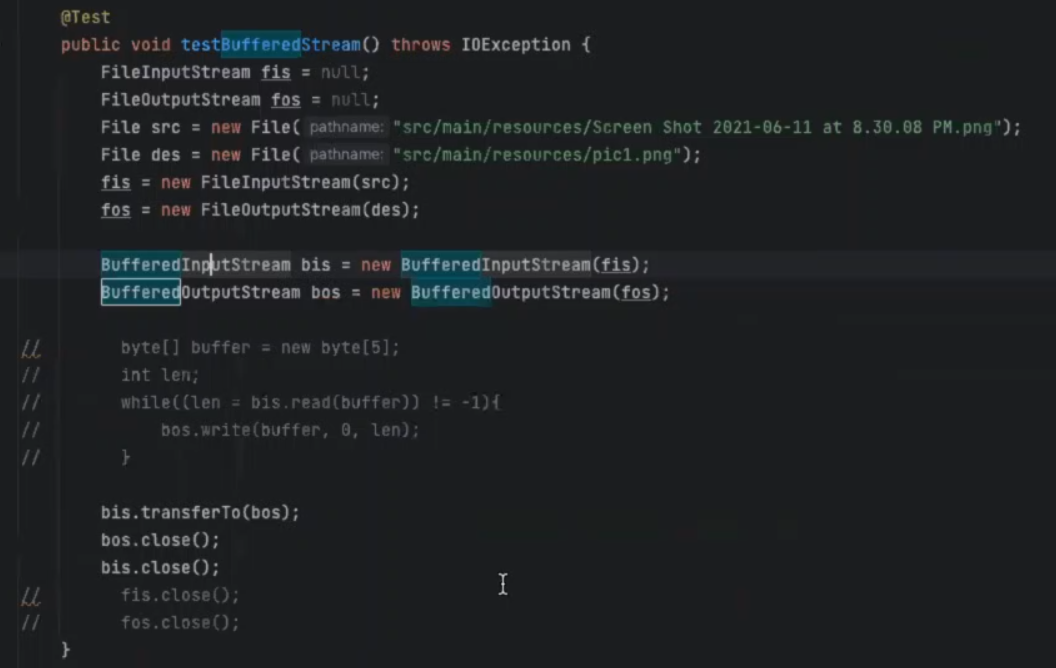 @Test
public void testBufferedStream() throws IOException {
FileInputStream fis = null;
FileOutputStream fos = null;
File src = new File( pathname: "src/main/resources/Screen Shot 2021-06-11 at 8.30.08 PM.png");
File des = new File( pathname: "src/main/resources/pic1.png");
fis = new FileInputStream(src);
fos = new FileOutputStream(des);
BufferedInputStream bis = new BufferedInputStream(fis);
BufferedOutputStream bos = new BufferedOutputStream(fos);
// byte[] buffer = new byte[5];
// int len;
// while((len = bis.read(buffer)) != -1){
// bos.write(buffer, 0, len);
// }
bis.transferTo(bos);
bos.close();
bis.close();
// fis.close();
// fos.close();
}